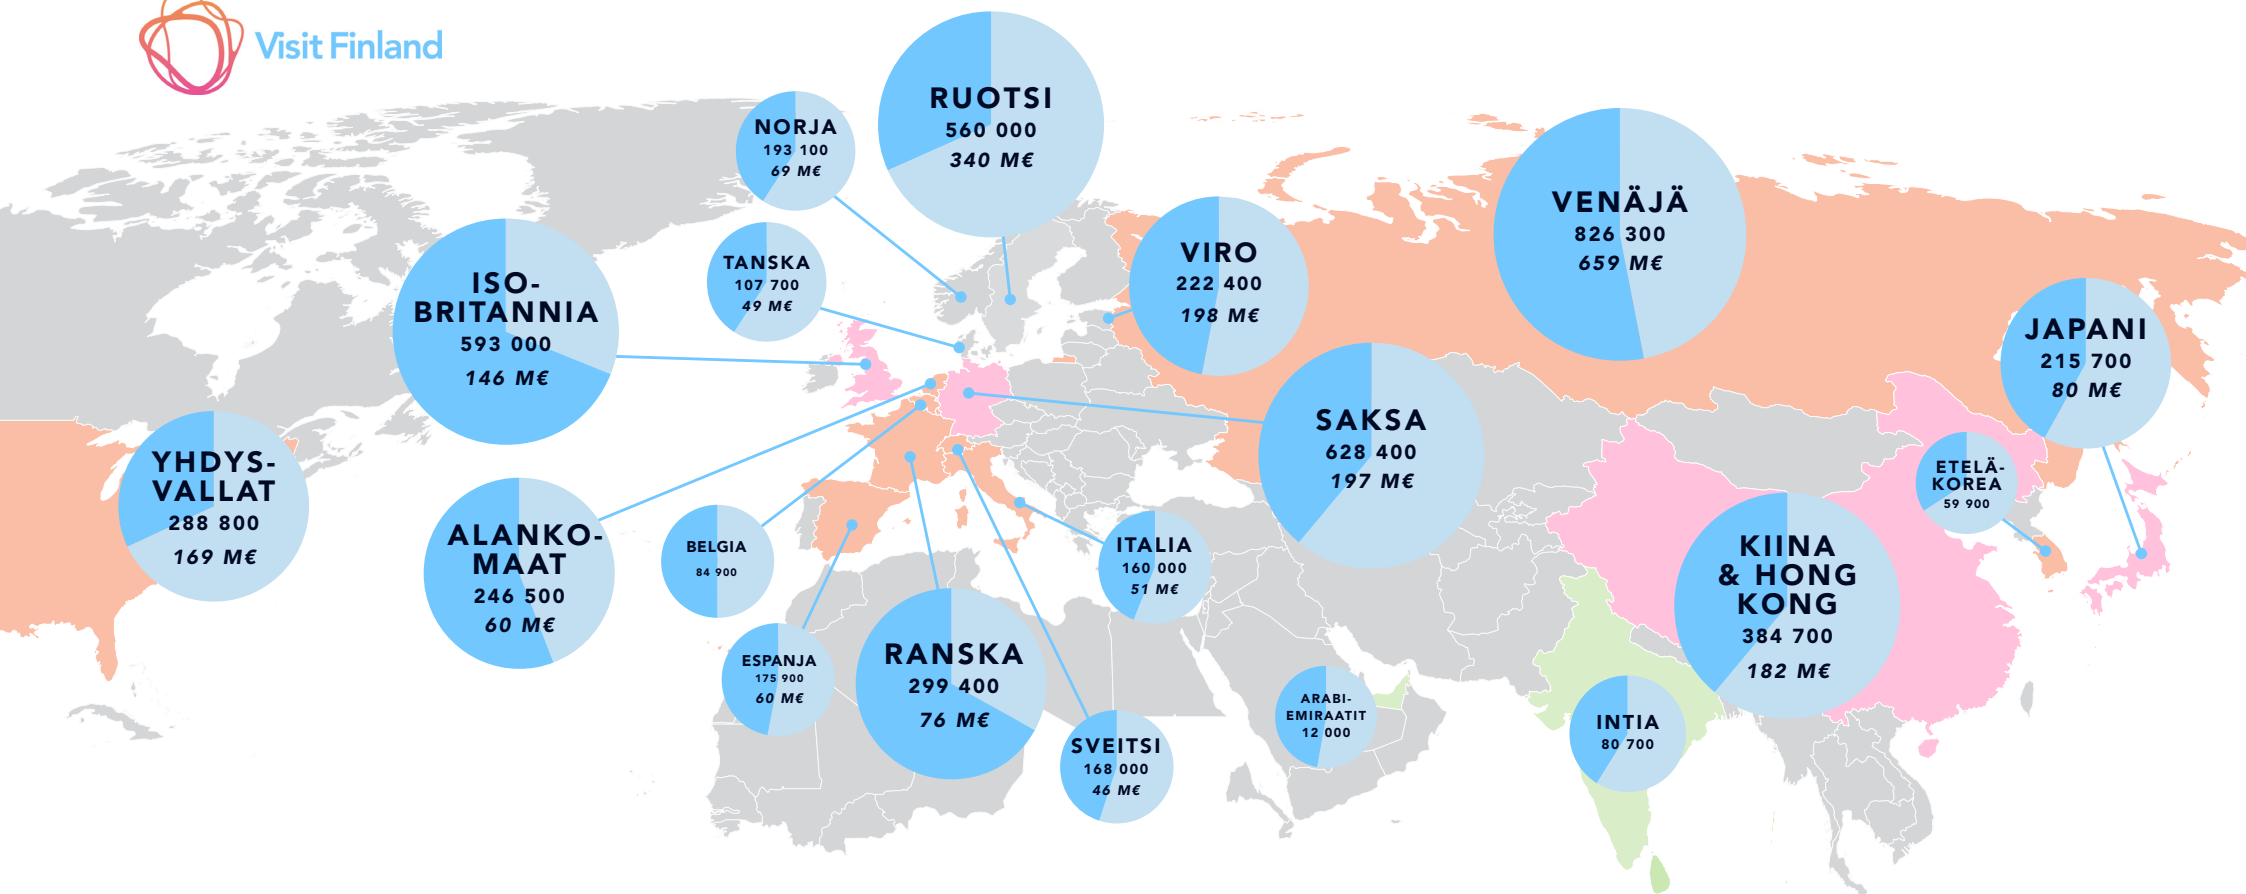 Visit Finland
NORJA
193 100
69 M€
RUOTSI
560 000
340 M€
VENÄJÄ
826 300
659 M€
TANSKA
107 700
49 M€
VIRO
222 400
198 M€
ISO-
BRITANNIA
593 000
146 M€
JAPANI
215 700
80 M€
SAKSA
628 400
197 M€
YHDYS-
VALLAT
288 800
169 M€
ETELÄ-
KOREA
59 900
ALANKO-
MAAT
246 500
60 M€
BELGIA
84 900
ITALIA
160 000
51 M€
KIINA
& HONG
KONG
384 700
182 M€
ESPANJA
175 900
60 M€
RANSKA
299 400
76 M€
SVEITSI
168 000
46 M€
ARABI-
EMIRAATIT
12 000
INTIA
80 700